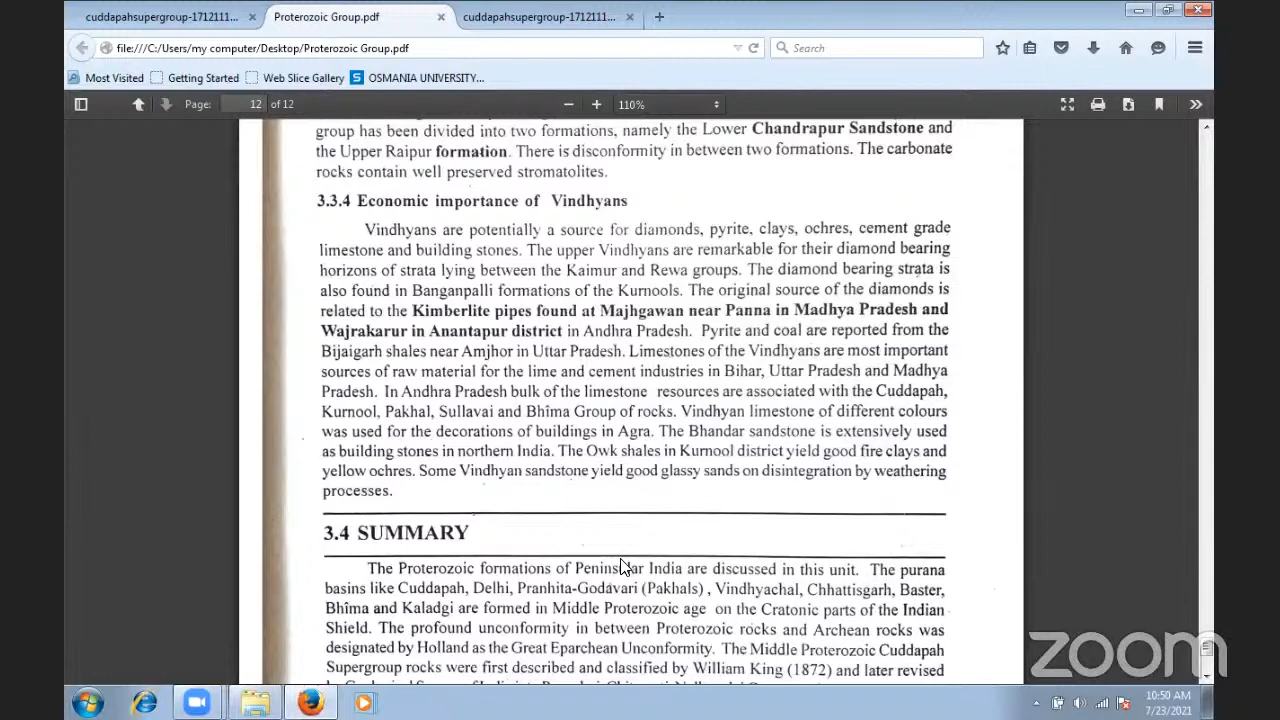 cuddapahsupergroup-1712111...
Proterozoic Group.pdf
cuddapahsupergroup-1712111...
file:///C:/Users/my computer/Desktop/Proterozoic Group.pdf
Search
Most Visited
Getting Started
Web Slice Gallery
OSMANIA UNIVERSITY...
Page: 12 of 12
110%
group has been divided into two formations, namely the Lower Chandrapur Sandstone and
the Upper Raipur formation. There is disconformity in between two formations. The carbonate
rocks contain well preserved stromatolites.
3.3.4 Economic importance of Vindhyans
Vindhyans are potentially a source for diamonds, pyrite, clays, ochres, cement grade
limestone and building stones. The upper Vindhyans are remarkable for their diamond bearing
horizons of strata lying between the Kaimur and Rewa groups. The diamond bearing strata is
also found in Banganpalli formations of the Kurnools. The original source of the diamonds is
related to the Kimberlite pipes found at Majhgawan near Panna in Madhya Pradesh and
Wajrakarur in Anantapur district in Andhra Pradesh. Pyrite and coal are reported from the
Bijaigarh shales near Amjhor in Uttar Pradesh. Limestones of the Vindhyans are most important
sources of raw material for the lime and cement industries in Bihar, Uttar Pradesh and Madhya
Pradesh. In Andhra Pradesh bulk of the limestone resources are associated with the Cuddapah,
Kurnool, Pakhal, Sullavai and Bhîma Group of rocks. Vindhyan limestone of different colours
was used for the decorations of buildings in Agra. The Bhandar sandstone is extensively used
as building stones in northern India. The Owk shales in Kurnool district yield good fire clays and
yellow ochres. Some Vindhyan sandstone yield good glassy sands on disintegration by weathering
processes.
3.4 SUMMARY
The Proterozoic formations of Peninsular India are discussed in this unit. The purana
basins like Cuddapah, Delhi, Pranhita-Godavari (Pakhals) , Vindhyachal, Chhattisgarh, Baster,
Bhîma and Kaladgi are formed in Middle Proterozoic age on the Cratonic parts of the Indian
Shield. The profound unconformity in between Proterozoic rocks and Archean rocks was
designated by Holland as the Great Eparchean Unconformity. The Middle Proterozoic Cuddapah
Supergroup rocks were first described and classified by William King (1872) and later revised
zoom
10:50 AM
7/23/2021